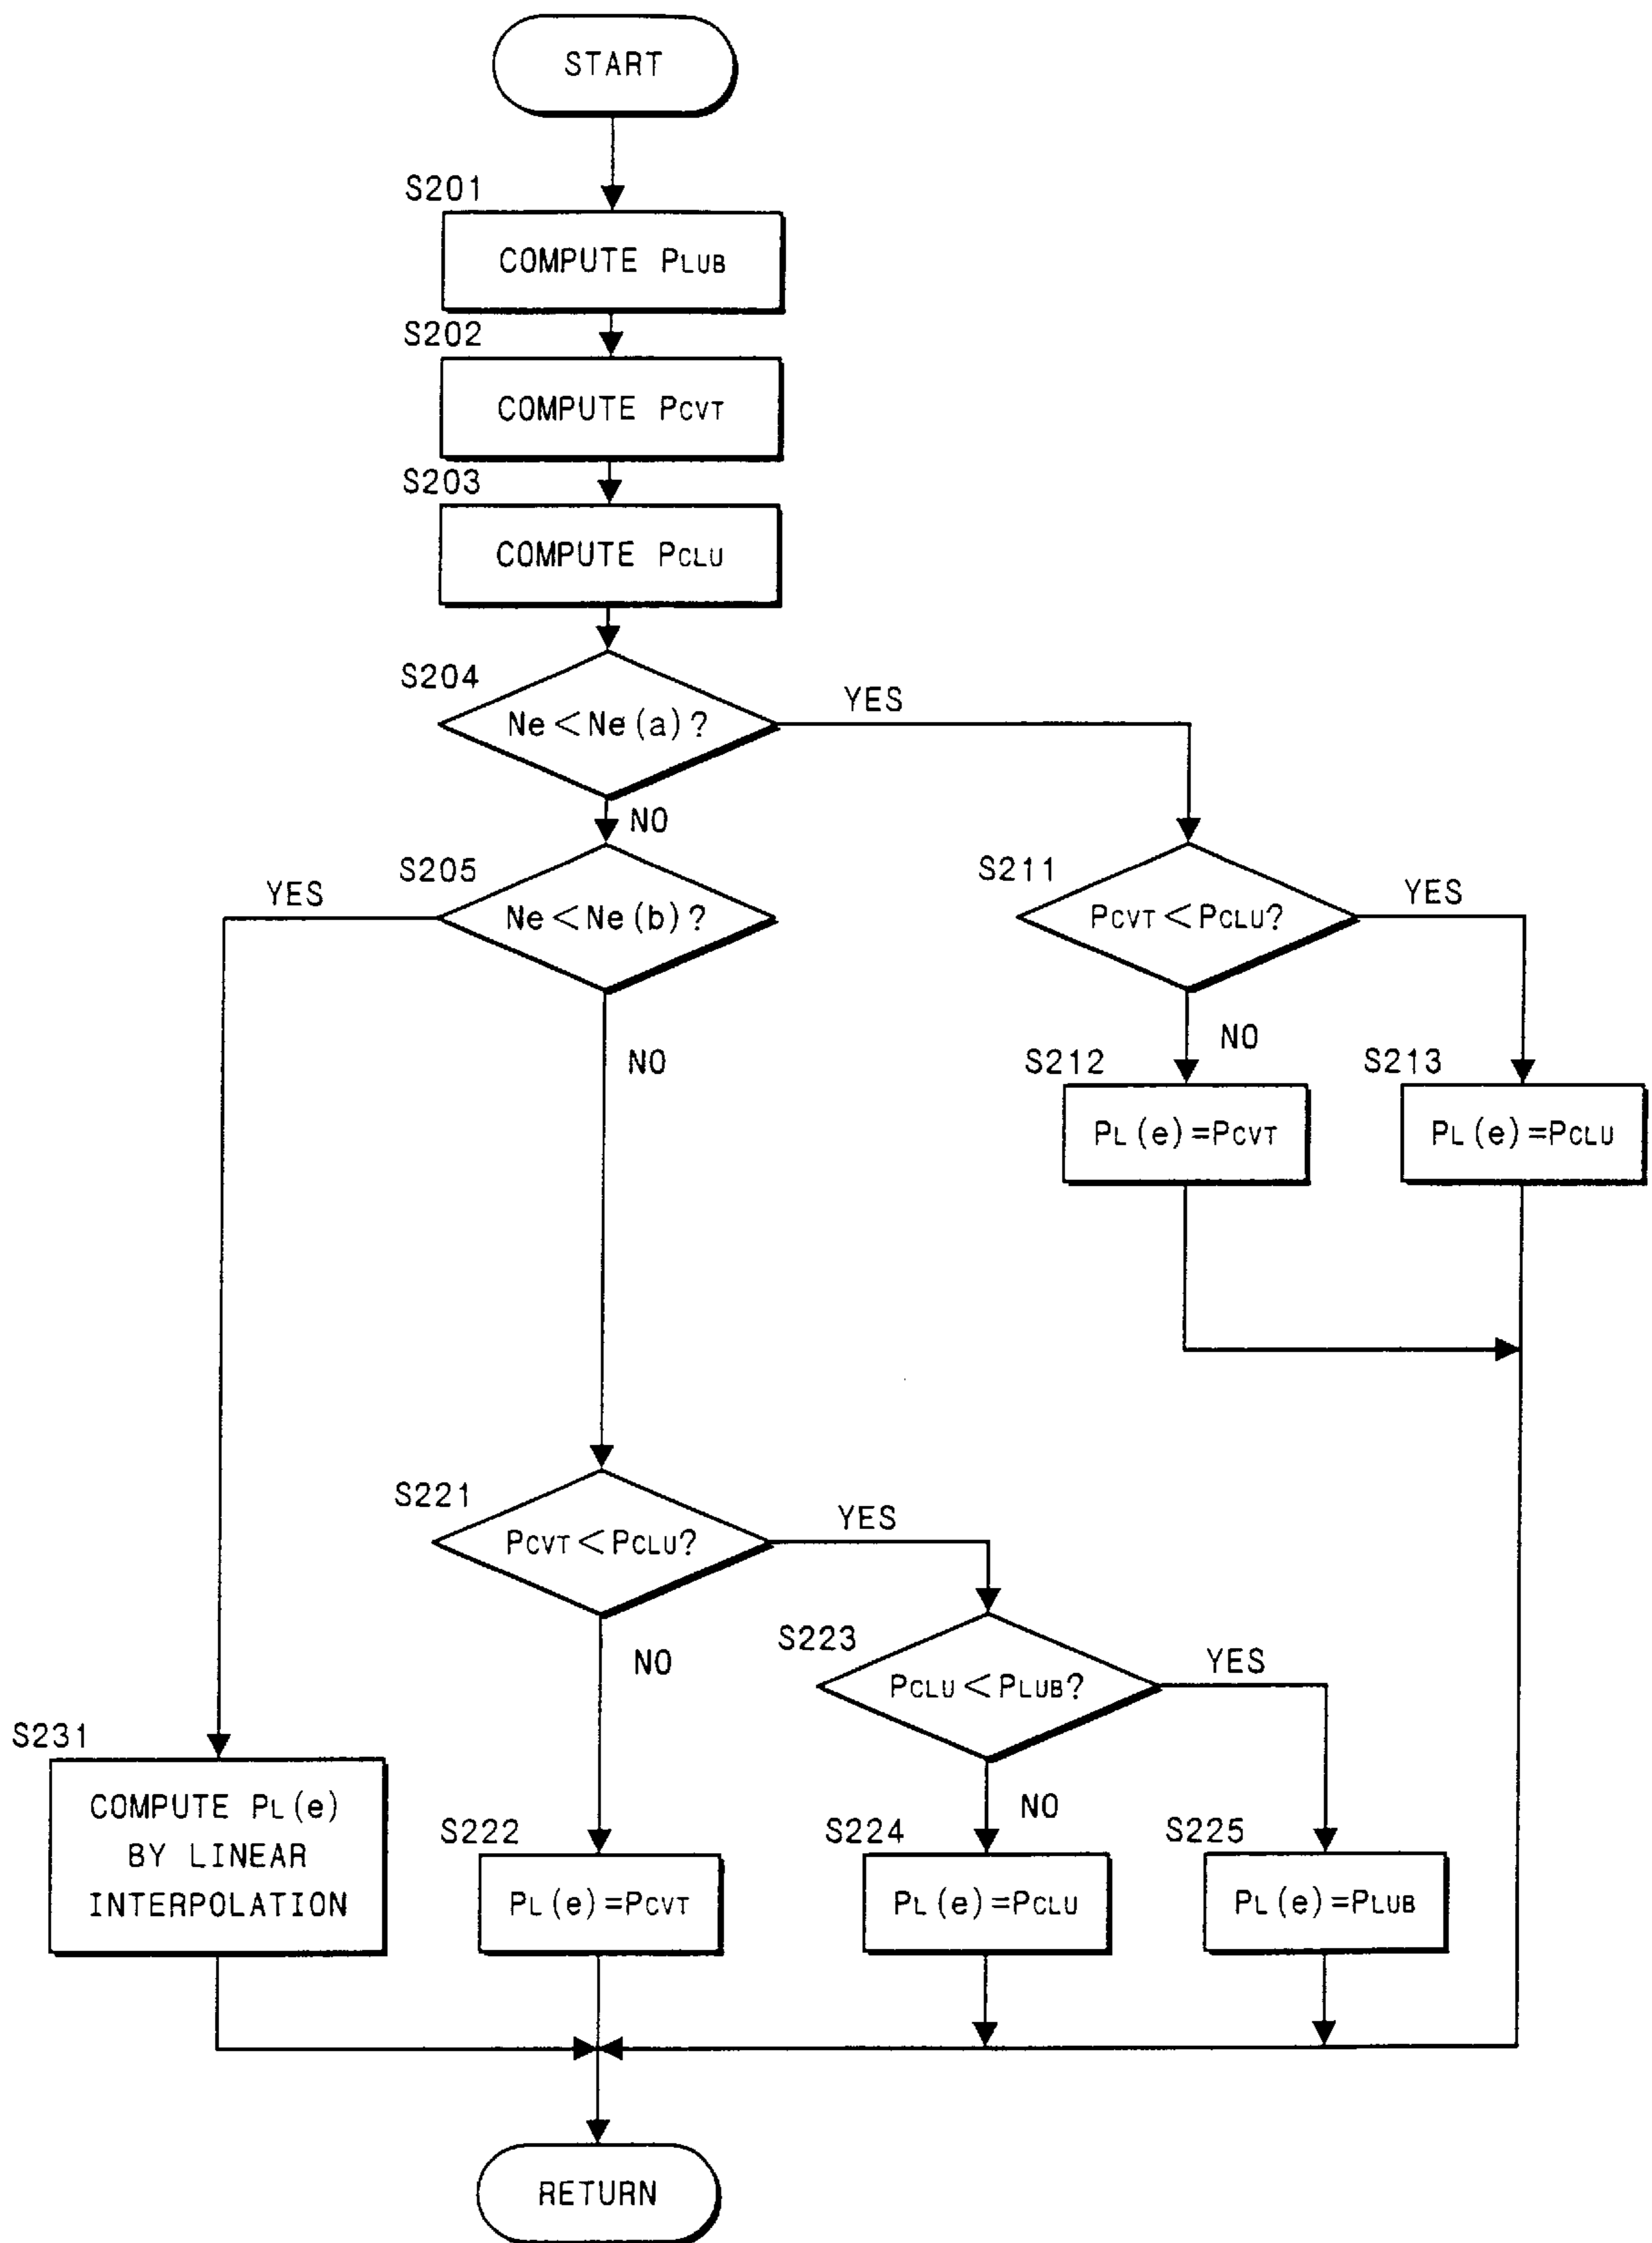 START
S201
COMPUTE PLUB
S202
COMPUTE PCVT
S203
COMPUTE PCLU
S204
Ne<Ne(a)?
YES
NO
S205
YES
Ne<Ne(b)?
NO
S211
PCVT<PCLU?
YES
NO
S212
PL(e)=PCVT
S213
PL(e)=PCLU
S221
PCVT<PCLU?
YES
NO
S223
PCLU<PLUB?
YES
NO
S231
COMPUTE PL(e)
BY LINEAR
INTERPOLATION
S222
PL(e)=PCVT
S224
PL(e)=PCLU
S225
PL(e)=PLUB
RETURN